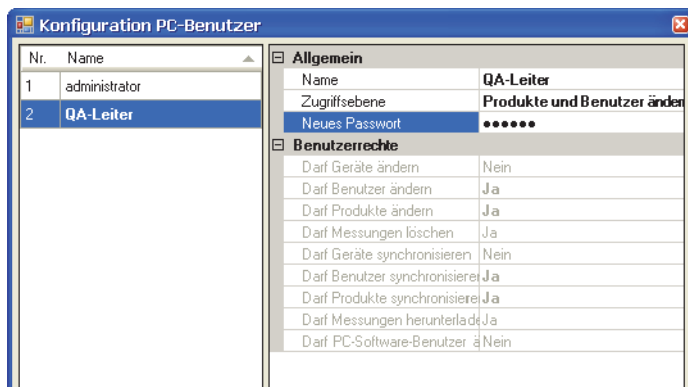 Konfiguration PC-Benutzer
Nr. Name
1 administrator
2 QA-Leiter
Allgemein
Name QA-Leiter
Zugriffsebene Produkte und Benutzer änder
Neues Passwort ••••••
Benutzerrechte
Darf Geräte ändern Nein
Darf Benutzer ändern Ja
Darf Produkte ändern Ja
Darf Messungen löschen Ja
Darf Geräte synchronisieren Nein
Darf Benutzer synchronisieren Ja
Darf Produkte synchronisiere Ja
Darf Messungen herunterlade Ja
Darf PC-Software-Benutzer ä Nein